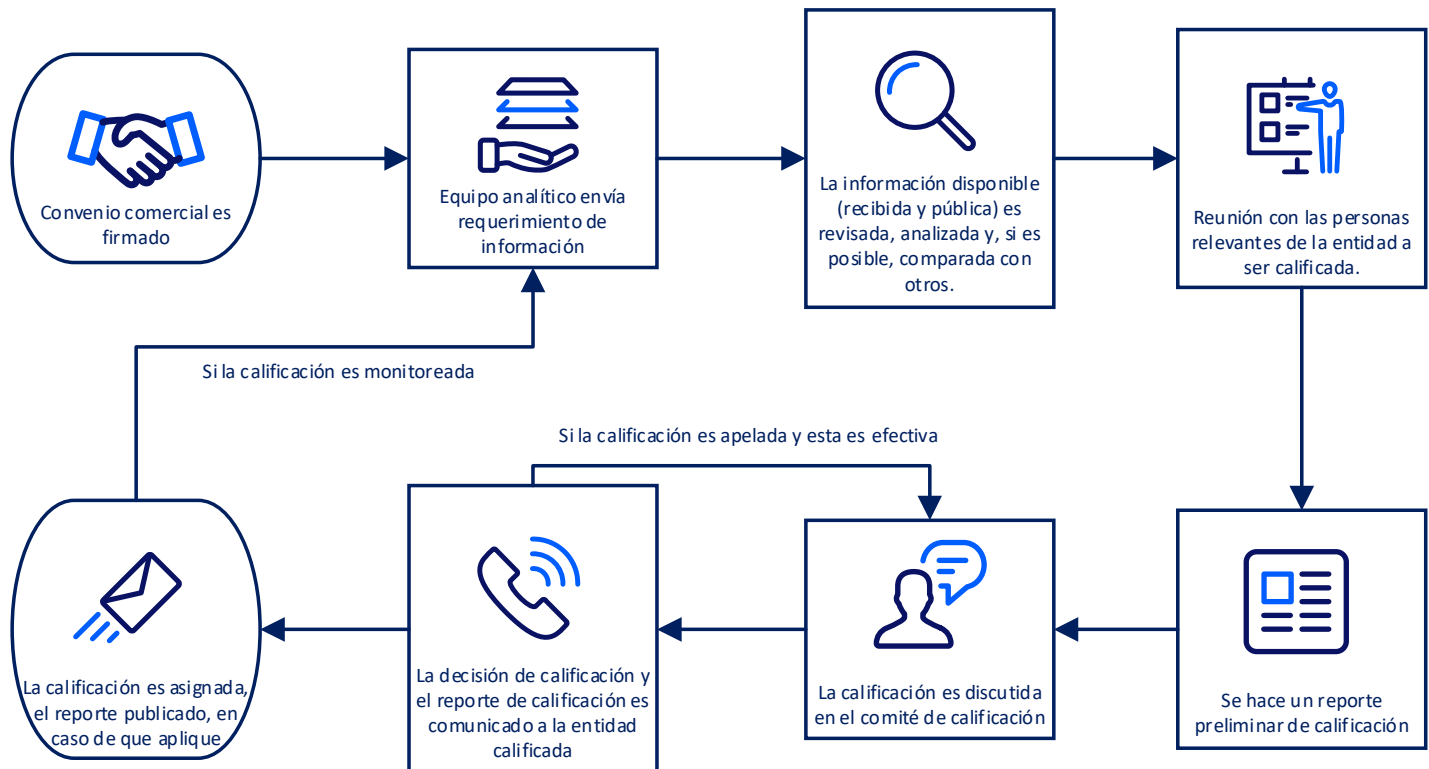 Convenio comercial es
firmado
Equipo analítico envía
requerimiento de
información
La información disponible
(recibida y pública) es
revisada, analizada y, si es
posible, comparada con
otros.
Reunión con las personas
relevantes de la entidad a
ser calificada.
Si la calificación es monitoreada
Si la calificación es apelada y esta es efectiva
La calificación es asignada,
el reporte publicado, en
caso de que aplique
La decisión de calificación y
el reporte de calificación es
comunicado a la entidad
calificada
La calificación es discutida
en el comité de calificación
Se hace un reporte
preliminar de calificación